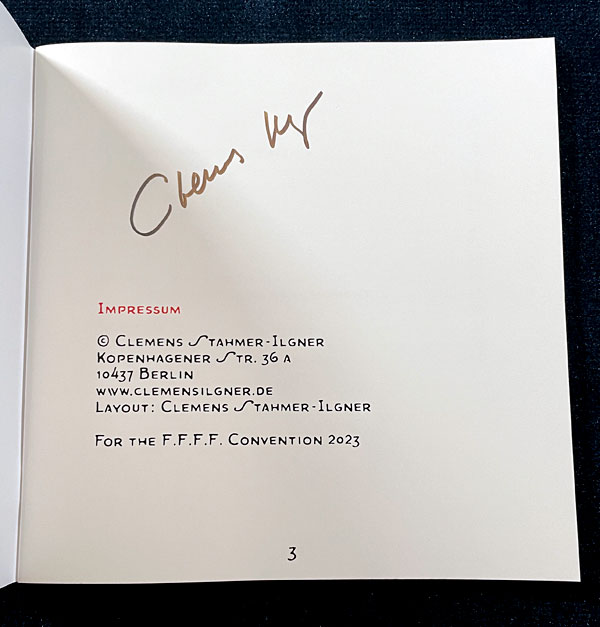 Clemens
Impressum
© Clemens Stahmer-Ilgner
Kopenhagener Str. 36 a
10437 Berlin
www.clemensilgner.de
Layout: Clemens Stahmer-Ilgner
For the F.F.F.F. Convention 2023
3